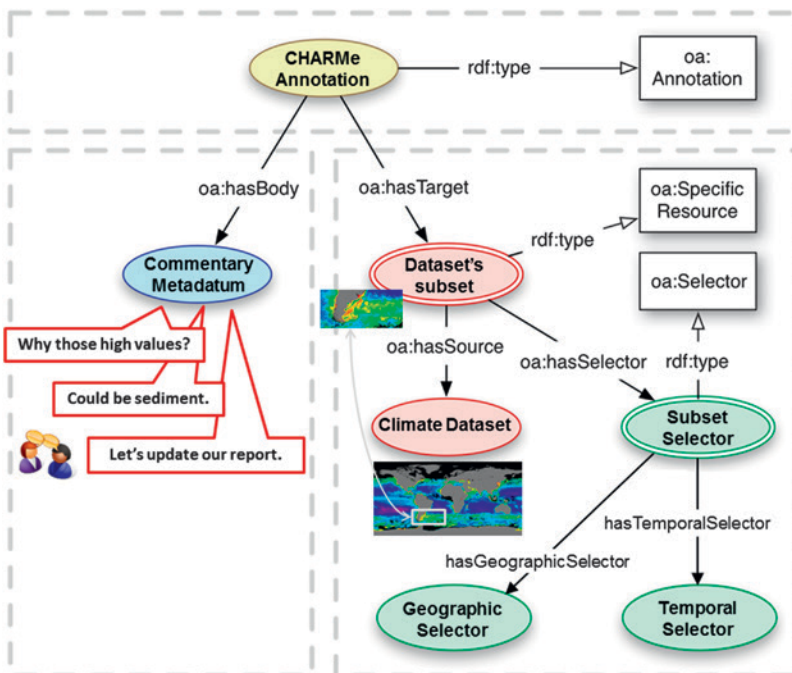 CHARMe
Annotation
rdf:type
oa:
Annotation
oa:hasBody
oa:hasTarget
oa:Specific
Resource
rdf:type
Commentary
Metadatum
Dataset's
subset
oa:Selector
Why those high values?
oa:hasSource
oa:hasSelector
rdf:type
Could be sediment.
Climate Dataset
Subset
Selector
Let's update our report.
hasTemporalSelector
hasGeographicSelector
Geographic
Selector
Temporal
Selector